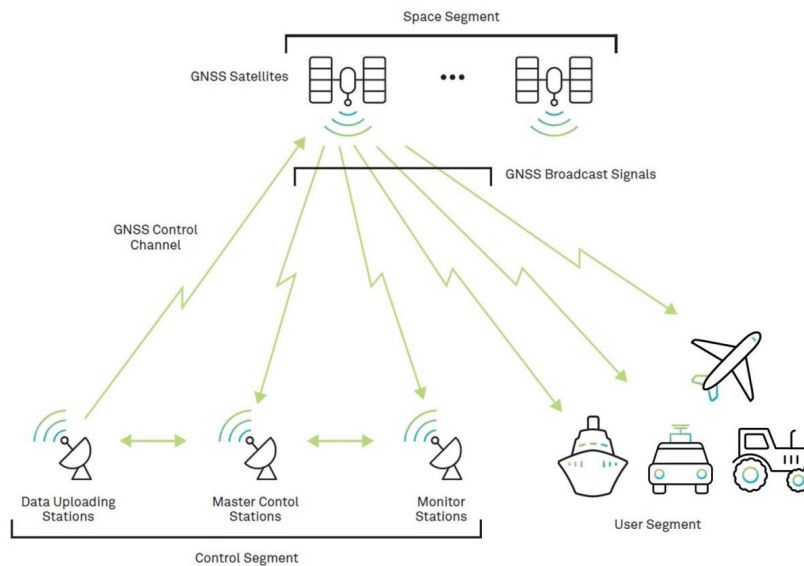 Space Segment
GNSS Satellites
GNSS Broadcast Signals
GNSS Control
Channel
Data Uploading
Stations
Master Contol
Stations
Monitor
Stations
User Segment
Control Segment